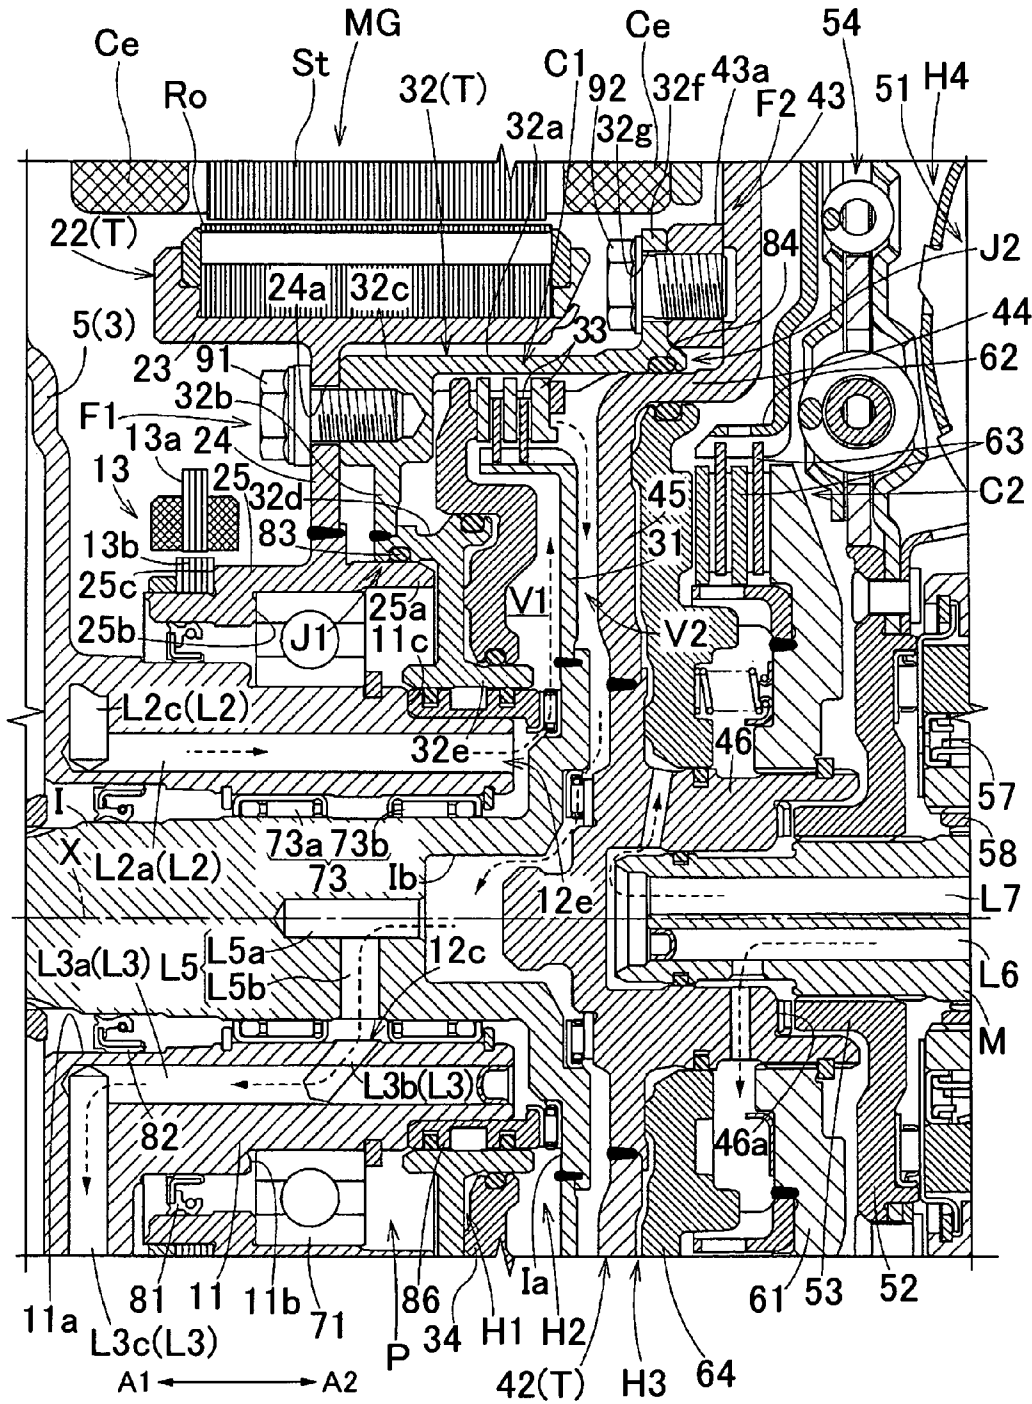 MG
Ce
54
Ce
St
C1
43a
H4
Ro
32(T)
92
32f
F2
43
51
32a
32g
22(T)
84
J2
24a
32c
33
5(3)
44
23
91
62
32b
F1
13a
24
63
13
25
32d
45
C2
83
31
13b
25c
V1
25a
25b
J1
11c
V2
L2c(L2)
32e
46
57
I
73a
73b
58
X
L2a(L2)
73
Ib
12e
L7
L5a
12c
L3a(L3)
L5
L5b
L6
M
L3b(L3)
82
46a
11a
81
11
11b
71
86
Ia
61
53
52
34
H1
H2
L3c(L3)
P
64
42(T)
H3
A1
A2